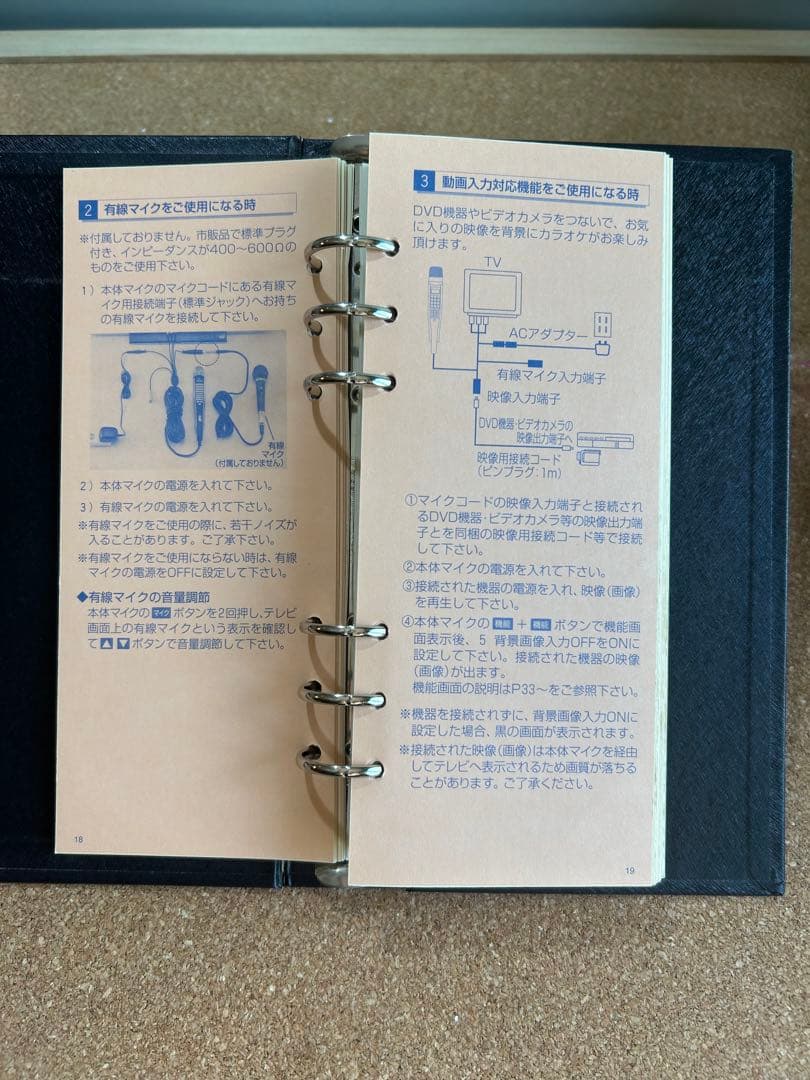 2 有線マイクをご使用になる時
※付属しておりません。市販品で標準プラグ
付き、インピーダンスが400〜600Ωの
ものをご使用下さい。
1）本体マイクのマイクコードにある有線マ
イク用接続端子(標準ジャック)へお持ち
の有線マイクを接続して下さい。
有線
マイク
(付属しておりません)
2）本体マイクの電源を入れて下さい。
3）有線マイクの電源を入れて下さい。
※有線マイクをご使用の際に、若干ノイズが
入ることがあります。ご了承下さい。
※有線マイクをご使用にならない時は、有線
マイクの電源をOFFに設定して下さい。
◆有線マイクの音量調節
本体マイクの マイク ボタンを2回押し、テレビ
画面上の有線マイクという表示を確認し
て▲▼ボタンで音量調節して下さい。
18
3 動画入力対応機能をご使用になる時
DVD機器やビデオカメラをつないで、お気
に入りの映像を背景にカラオケがお楽しみ
頂けます。
TV
ACアダプター
有線マイク入力端子
映像入力端子
DVD機器・ビデオカメラの
映像出力端子へ
映像用接続コード
(ピンプラグ:1m)
①マイクコードの映像入力端子と接続され
るDVD機器・ビデオカメラ等の映像出力端
子とを同梱の映像用接続コード等で接続
して下さい。
②本体マイクの電源を入れて下さい。
③接続された機器の電源を入れ、映像(画像)
を再生して下さい。
④本体マイクの 機能 + 機能 ボタンで機能画
面表示後、5 背景画像入力OFFをONに
設定して下さい。接続された機器の映像
(画像)が出ます。
機能画面の説明はP33〜をご参照下さい。
※機器を接続されずに、背景画像入力ONに
設定した場合、黒の画面が表示されます。
※接続された映像(画像)は本体マイクを経由
してテレビへ表示されるため画質が落ちる
ことがあります。ご了承ください。
19